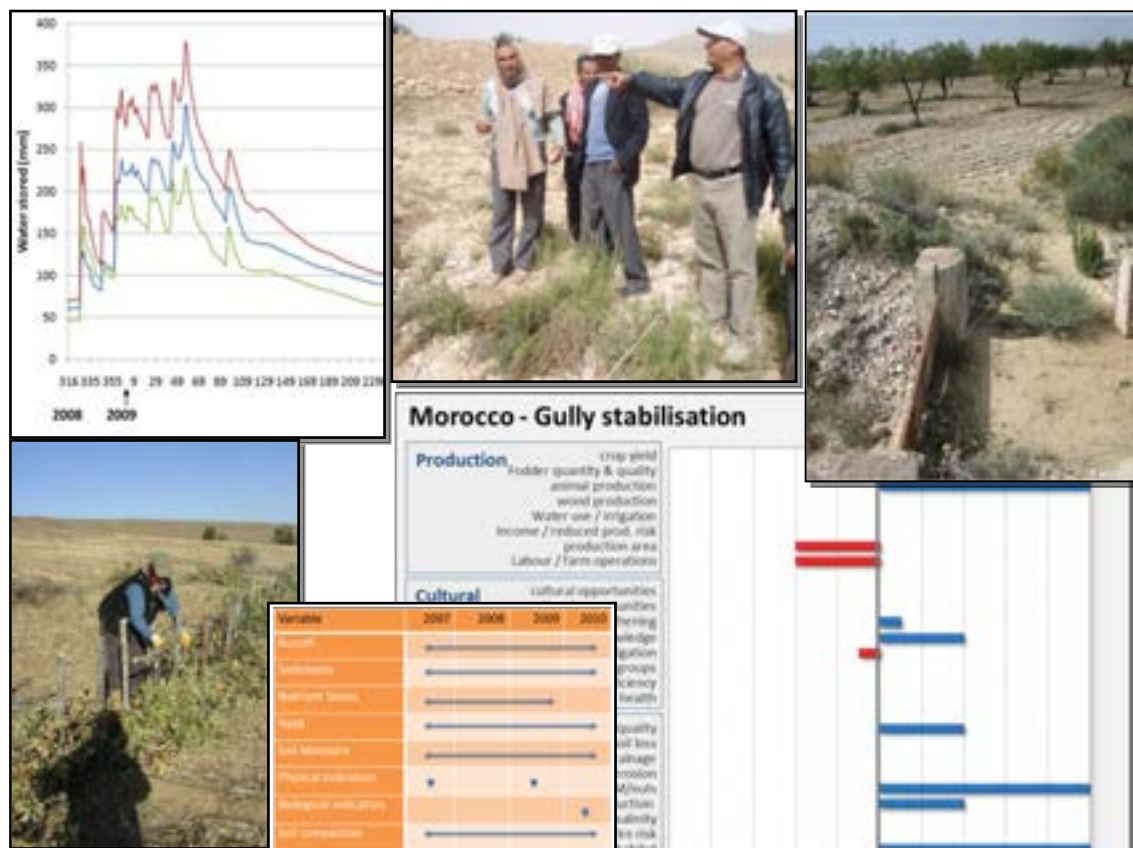 400
350
300
250
200
150
100
50
0
Water stored (mm)
316 335 355 9 29 49 69 89 109 129 149 169 189 209 229
2008 2009
Morocco - Gully stabilisation
Production
crop yield
Fodder quantity & quality
animal production
wood production
Water use / irrigation
Income / reduced prod. risk
production area
Labour / farm operations
Cultural
cultural opportunities
groups
health
quality
soil loss
salinity
risk
Variable 2007 2008 2009 2010
Runoff
Sediments
Nutrient losses
Yield
Soil Moisture
Physical indicators
Biological indicators
Soil compaction